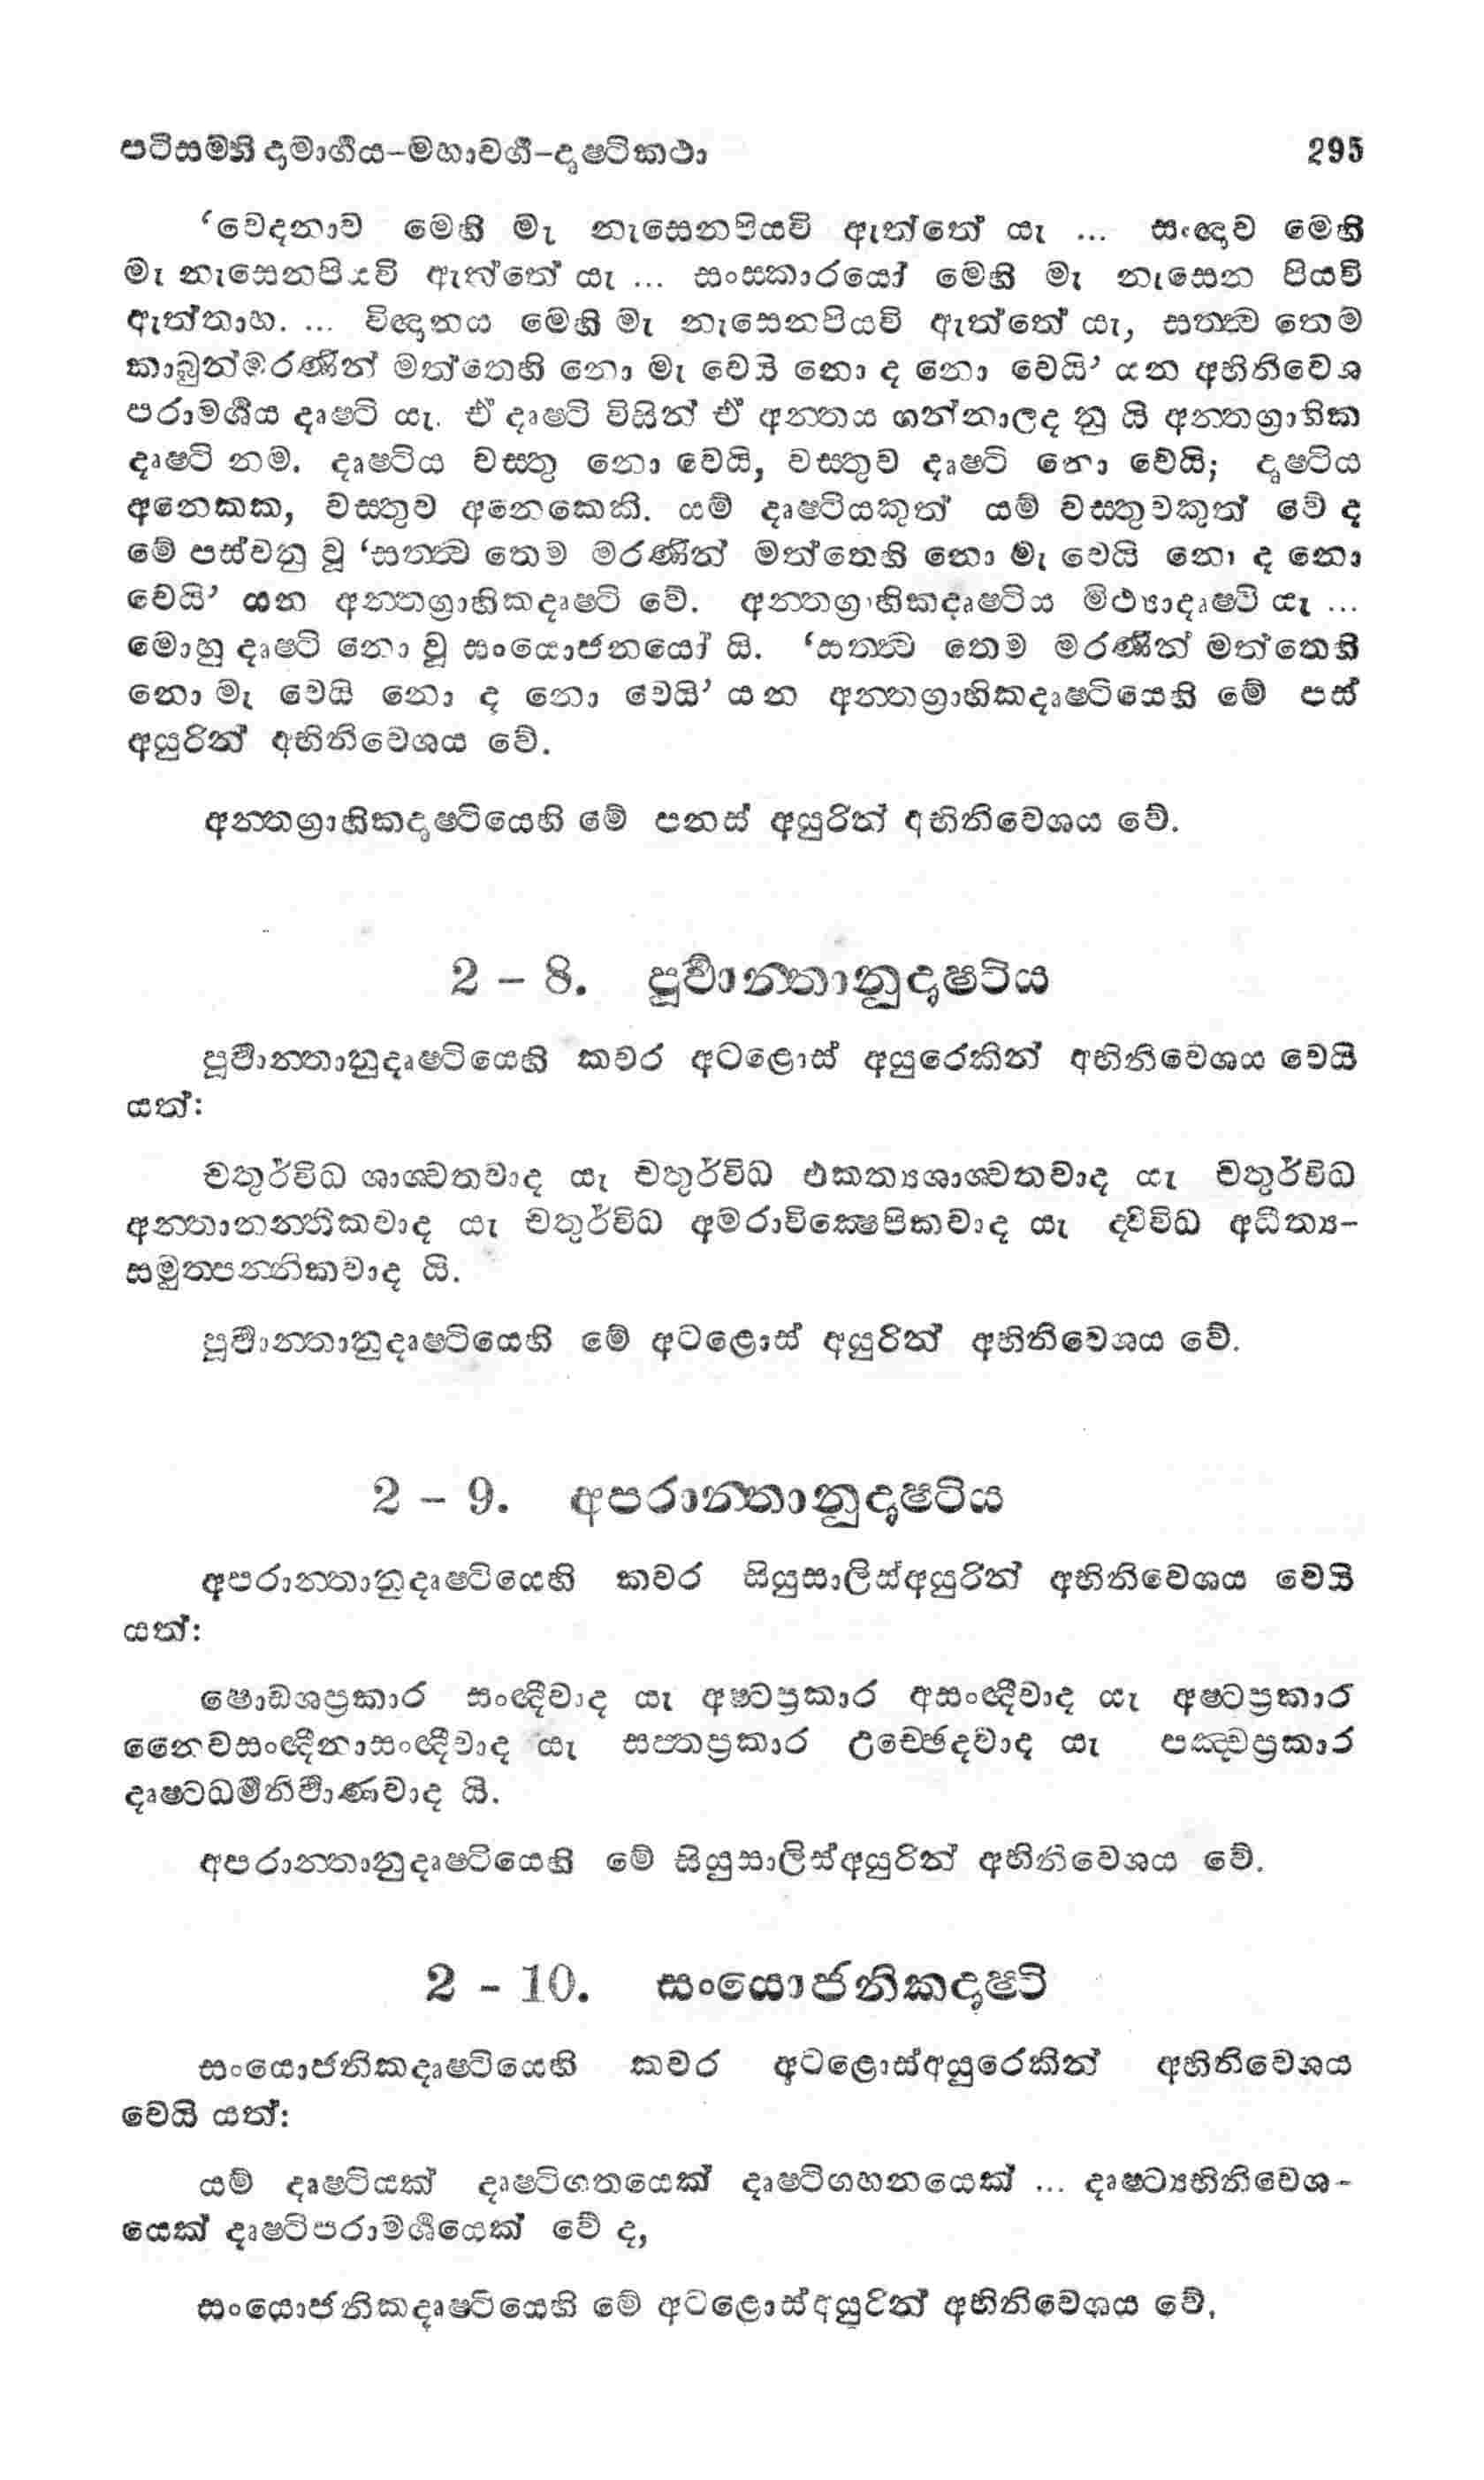 පටිසම්භිදාමාර්ගය-මහාවර්ග-දෘෂ්ටිකථා 295
‘වේදනාව මෙහි මැ නැසෙනපියවි ඇත්තේ යැ ... සංඥාව මෙහි
මැ නැසෙනපියවි ඇත්තේ යැ ... සංස්කාරයෝ මෙහි මැ නැසෙන පියවි
ඇත්තාහ. ... විඥානය මෙහි මැ නැසෙනපියවි ඇත්තේ යැ, සත්ත්ව තෙම
කාබුන්මරණින් මත්තෙහි නො මැ වෙයි නො ද නො වෙයි’ යන අභිනිවෙශ
පරාමර්ශය දෘෂ්ටි යැ. ඒ දෘෂ්ටි විසින් ඒ අන්තය ගන්නාලද නු යි අන්තග්‍රාහික
දෘෂ්ටි නම්. දෘෂ්ටිය වස්තු නො වෙයි, වස්තුව දෘෂ්ටි නො වෙයි; දෘෂ්ටිය
අනෙකක, වස්තුව අනෙකෙකි. යම් දෘෂ්ටියකුත් යම් වස්තුවකුත් වේ ද
මේ පස්වනු වූ ‘සත්ත්ව තෙම මරණින් මත්තෙහි නො මැ වෙයි නො ද නො
වෙයි’ යන අන්තග්‍රාහිකදෘෂ්ටි වේ. අන්තග්‍රාහිකදෘෂ්ටිය මිථ්‍යාදෘෂ්ටි යැ ...
මොහු දෘෂ්ටි නො වූ සංයොජනයෝ යි. ‘සත්ත්ව තෙම මරණින් මත්තෙහි
නො මැ වෙයි නො ද නො වෙයි’ යන අන්තග්‍රාහිකදෘෂ්ටියෙහි මේ පස්
අයුරින් අභිනිවෙශය වේ.
අන්තග්‍රාහිකදෘෂ්ටියෙහි මේ පනස් අයුරින් අභිනිවෙශය වේ.
2 - 8. පූර්වාන්තානුදෘෂ්ටිය
පූර්වාන්තානුදෘෂ්ටියෙහි කවර අටළොස් අයුරෙකින් අභිනිවෙශය වෙයි
යත්:
චතුර්විධ ශාශ්වතවාද යැ චතුර්විධ එකත්‍යශාශ්වතවාද යැ චතුර්විධ
අන්තානන්තිකවාද යැ චතුර්විධ අමරාවික්ෂෙපිකවාද යැ ද්විවිධ අධීත්‍ය-
සමුත්පන්නිකවාද යි.
පූර්වාන්තානුදෘෂ්ටියෙහි මේ අටළොස් අයුරින් අභිනිවෙශය වේ.
2 - 9. අපරාන්තානුදෘෂ්ටිය
අපරාන්තානුදෘෂ්ටියෙහි කවර සියුසාලිස්අයුරින් අභිනිවෙශය වෙයි
යත්:
ෂොඩශප්‍රකාර සංඥීවාද යැ අෂ්ටප්‍රකාර අසංඥීවාද යැ අෂ්ටප්‍රකාර
නෛවසංඥීනාසංඥීවාද යැ සප්තප්‍රකාර උච්ඡෙදවාද යැ පඤ්චප්‍රකාර
දෘෂ්ටධර්මනිර්වාණවාද යි.
අපරාන්තානුදෘෂ්ටියෙහි මේ සියුසාලිස්අයුරින් අභිනිවෙශය වේ.
2 - 10. සංයොජනිකදෘෂ්ටි
සංයොජනිකදෘෂ්ටියෙහි කවර අටළොස්අයුරෙකින් අභිනිවෙශය
වෙයි යත්:
යම් දෘෂ්ටියක් දෘෂ්ටිගතයෙක් දෘෂ්ටිගහනයෙක් ... දෘෂ්ට්‍යභිනිවෙශ-
යෙක් දෘෂ්ටිපරාමර්ශයෙක් වේ ද,
සංයොජනිකදෘෂ්ටියෙහි මේ අටළොස්අයුරින් අභිනිවෙශය වේ.